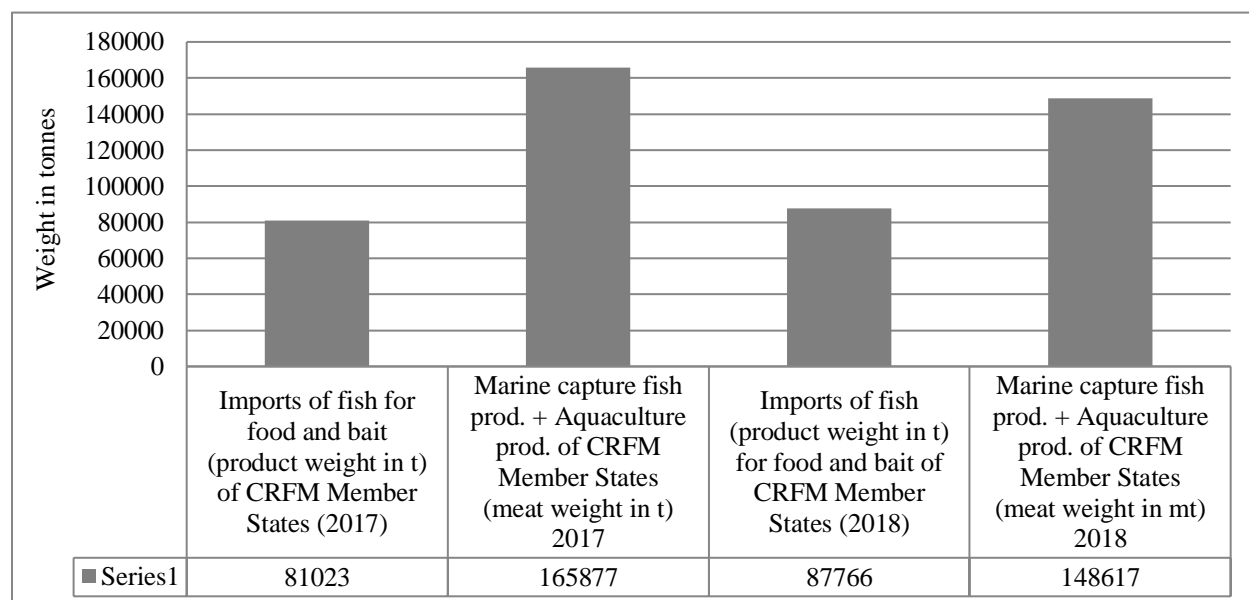 180000
160000
140000
120000
100000
80000
60000
40000
20000
0
Weight in tonnes
Imports of fish for
food and bait
(product weight in t)
of CRFM Member
States (2017)
Marine capture fish
prod. + Aquaculture
prod. of CRFM
Member States
(meat weight in t)
2017
Imports of fish
(product weight in t)
for food and bait of
CRFM Member
States (2018)
Marine capture fish
prod. + Aquaculture
prod. of CRFM
Member States
(meat weight in mt)
2018
Series1 81023 165877 87766 148617